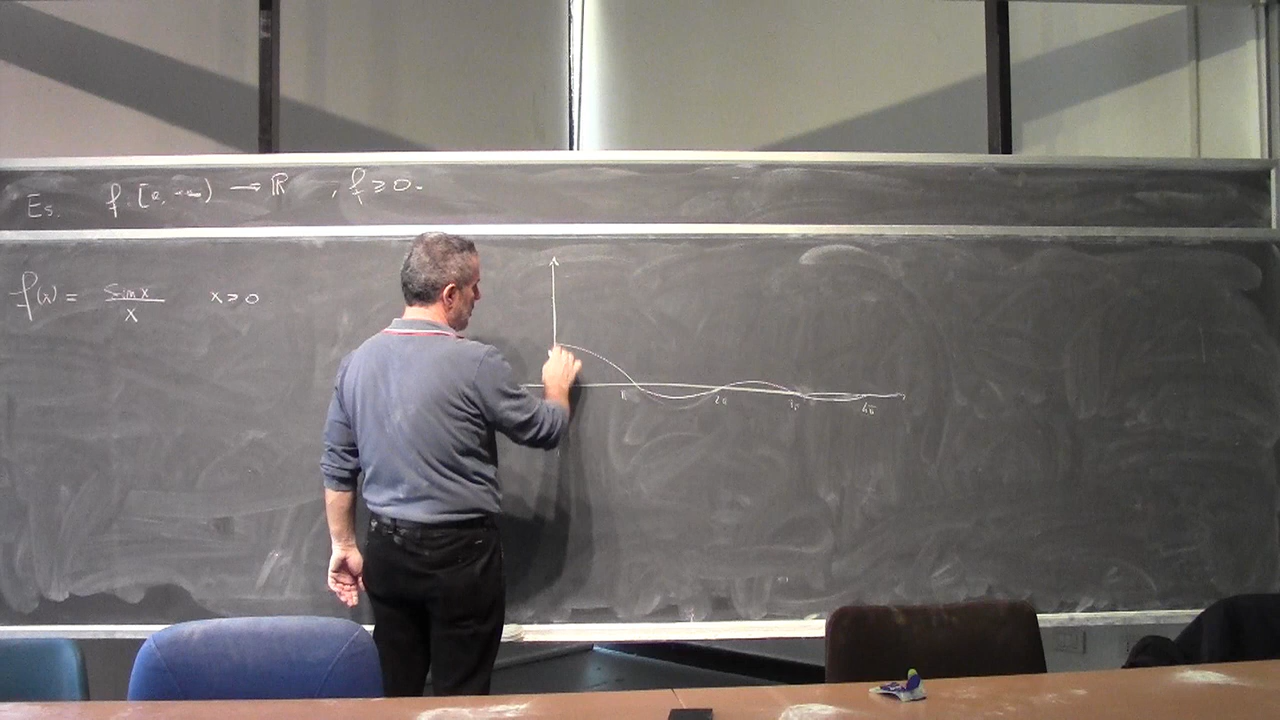 Es. f: [a, +∞) → ℝ , f ≥ 0.
f(x) = sin x / x x > 0
π 2π 3π 4π